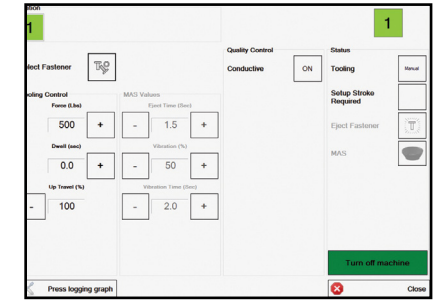 ation
1
1
lect Fastener
ooling Control
Force (Lbs)
500 +
Dwell (sec)
0.0 +
Up Travel (%)
- 100
MAS Values
Eject Time (Sec)
- 1.5 +
Vibration (%)
- 50 +
Vibration Time (Sec)
- 2.0 +
Quality Control
Conductive ON
Status
Tooling Manual
Setup Stroke
Required
Eject Fastener
MAS
Turn off machine
Press logging graph
Close